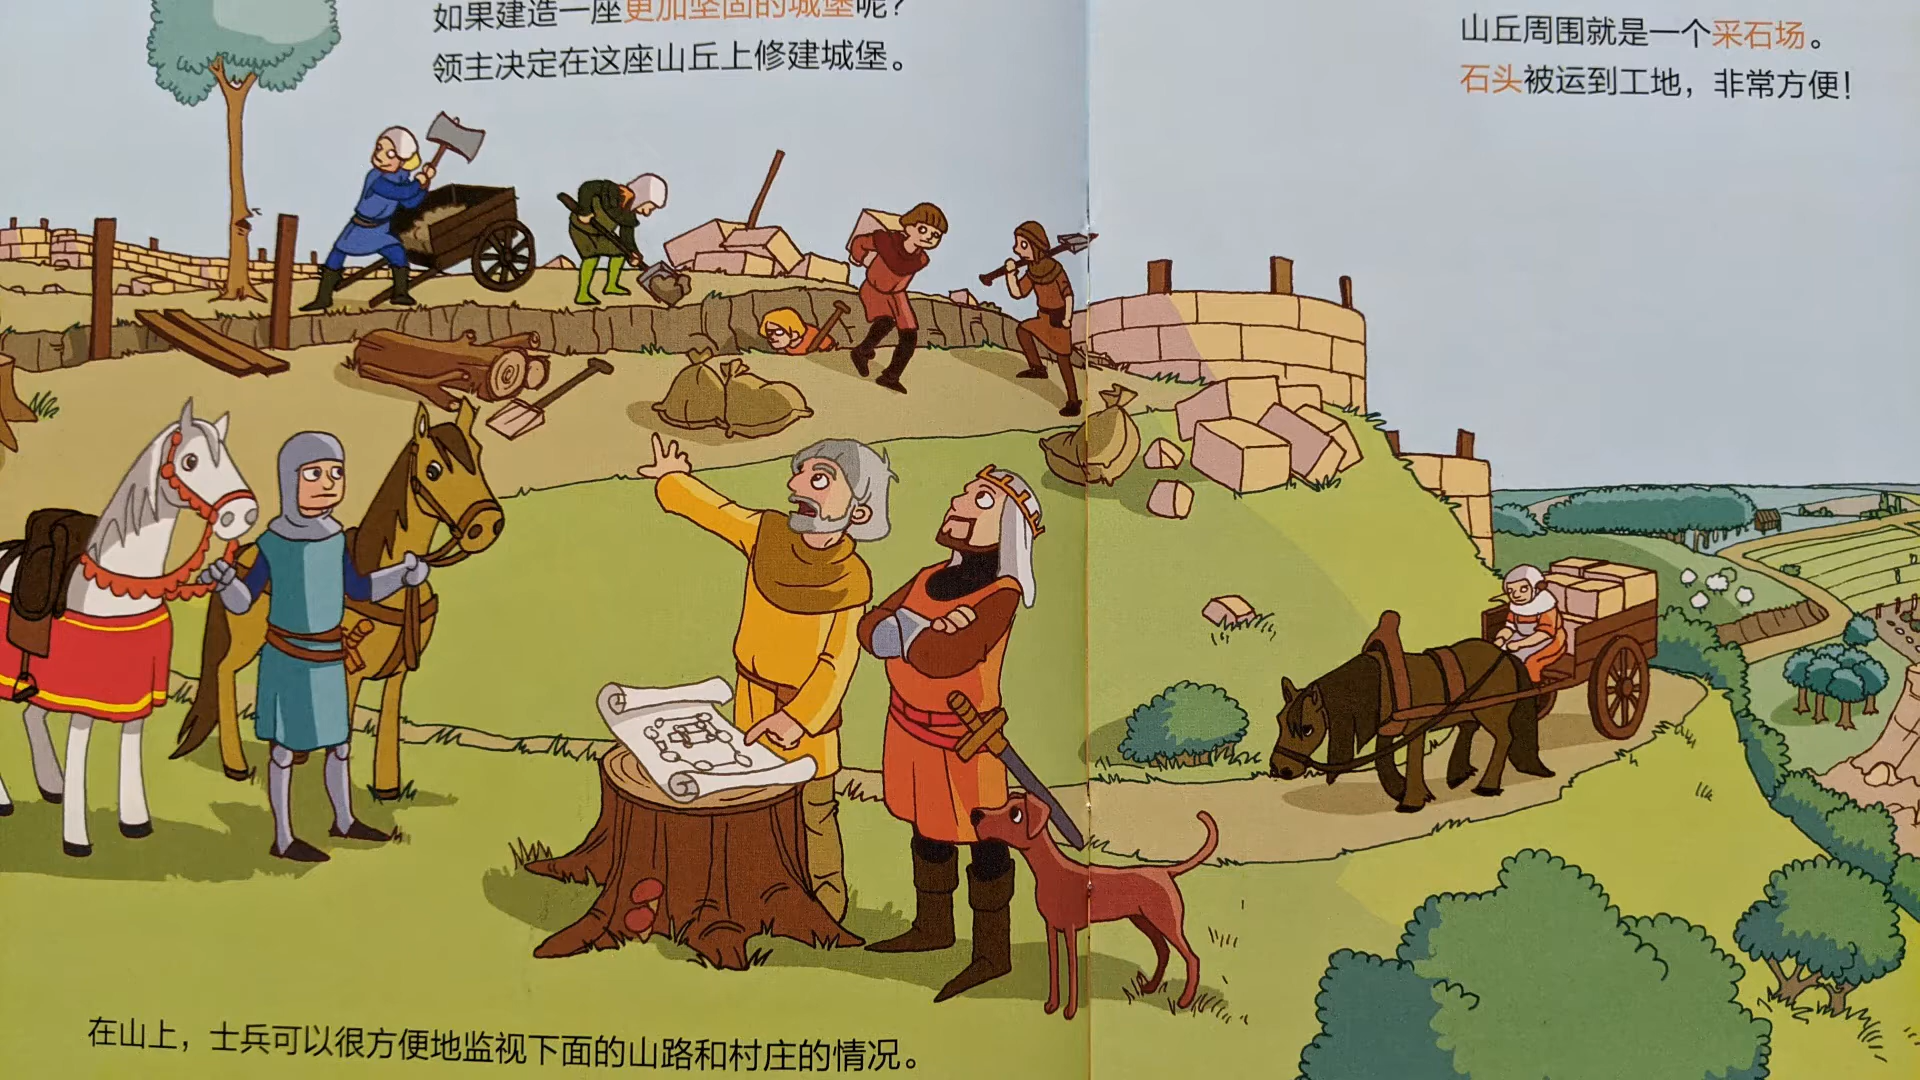 如果建造一座更加坚固的城堡呢？
领主决定在这座山丘上修建城堡。
山丘周围就是一个采石场。
石头被运到工地，非常方便！
在山上，士兵可以很方便地监视下面的山路和村庄的情况。